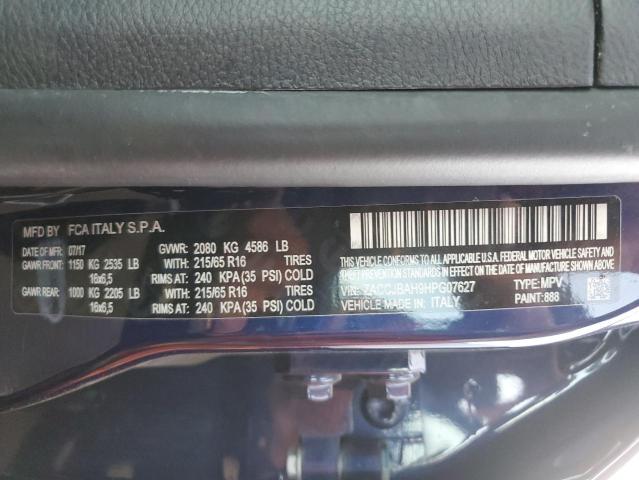 MFD BY FCA ITALY S.P.A.
DATE OF MFR: 07/17 GVWR: 2080 KG 4586 LB
GAWR FRONT: 1150 KG 2535 LB WITH: 215/65 R16 TIRES
16x6,5 RIMS AT: 240 KPA (35 PSI) COLD
GAWR REAR: 1000 KG 2205 LB WITH: 215/65 R16 TIRES
16x6,5 RIMS AT: 240 KPA (35 PSI) COLD
THIS VEHICLE CONFORMS TO ALL APPLICABLE U.S.A. FEDERAL MOTOR VEHICLE SAFETY,
BUMPER, AND THEFT PREVENTION STANDARDS IN EFFECT ON THE DATE OF MANUFACTURE SHOWN ABOVE.
VIN: ZACCJBAH9HPG07627 TYPE: MPV
VEHICLE MADE IN: ITALY PAINT: 888